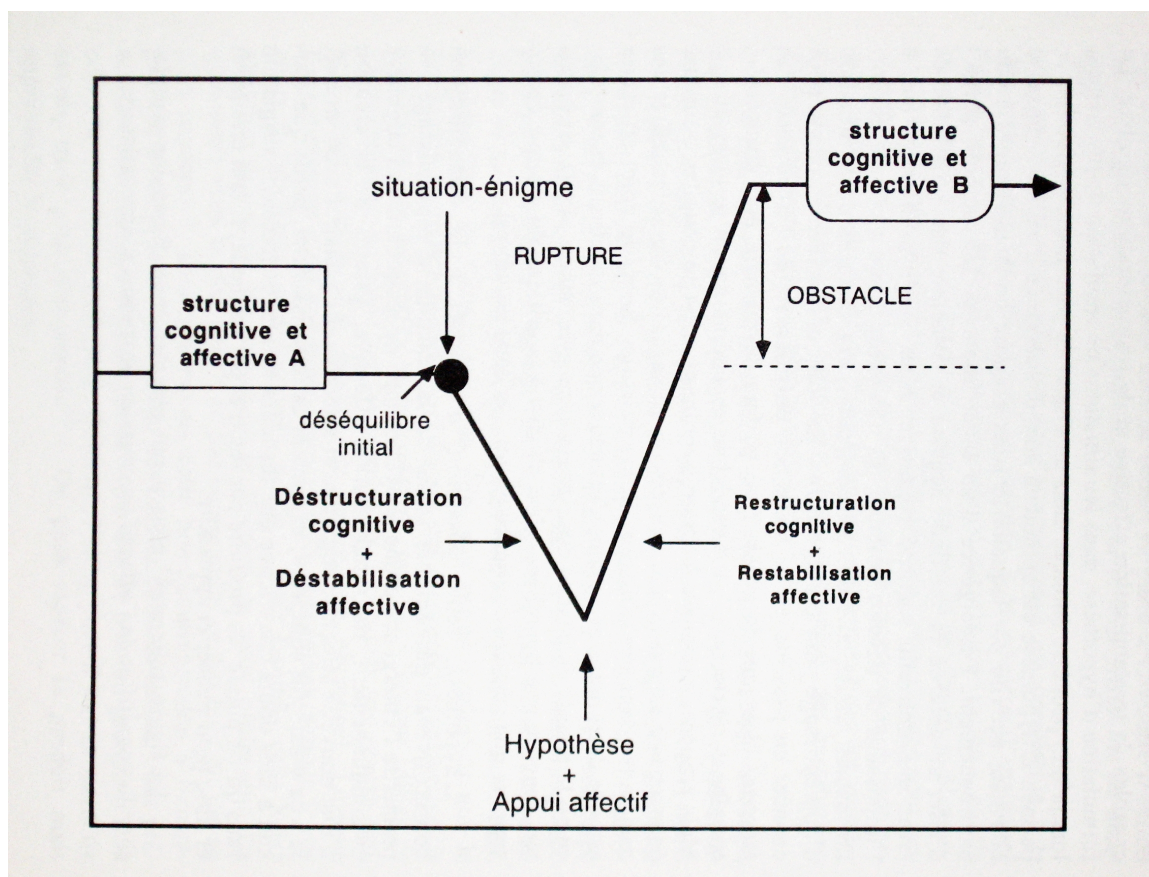 structure
cognitive et
affective B
situation-énigme
RUPTURE
OBSTACLE
structure
cognitive et
affective A
déséquilibre
initial
Déstructuration
cognitive
+
Déstabilisation
affective
Restructuration
cognitive
+
Restabilisation
affective
Hypothèse
+
Appui affectif